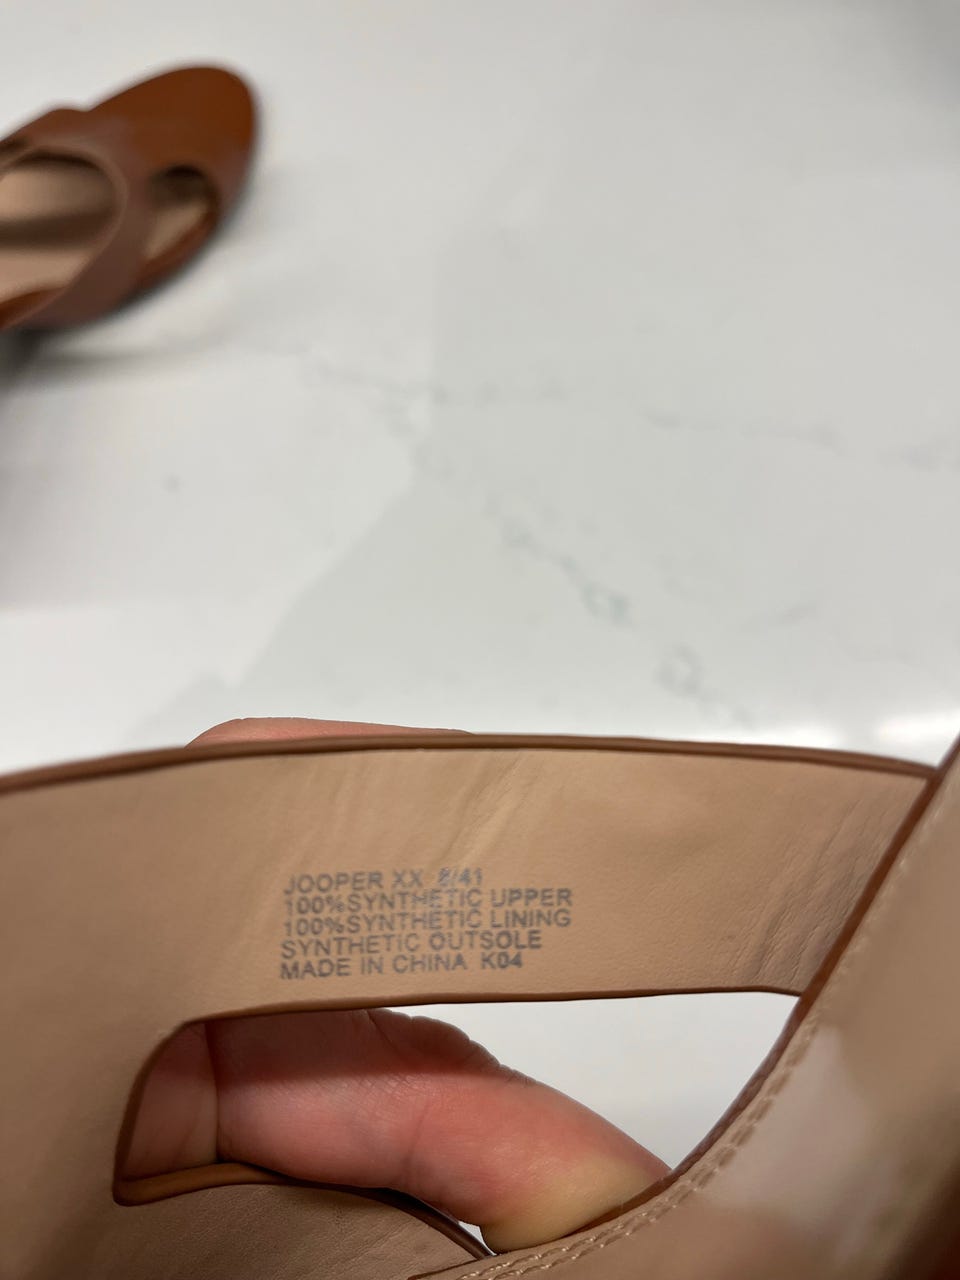 JOOPER XX 8/41
100%SYNTHETIC UPPER
100%SYNTHETIC LINING
SYNTHETIC OUTSOLE
MADE IN CHINA K04